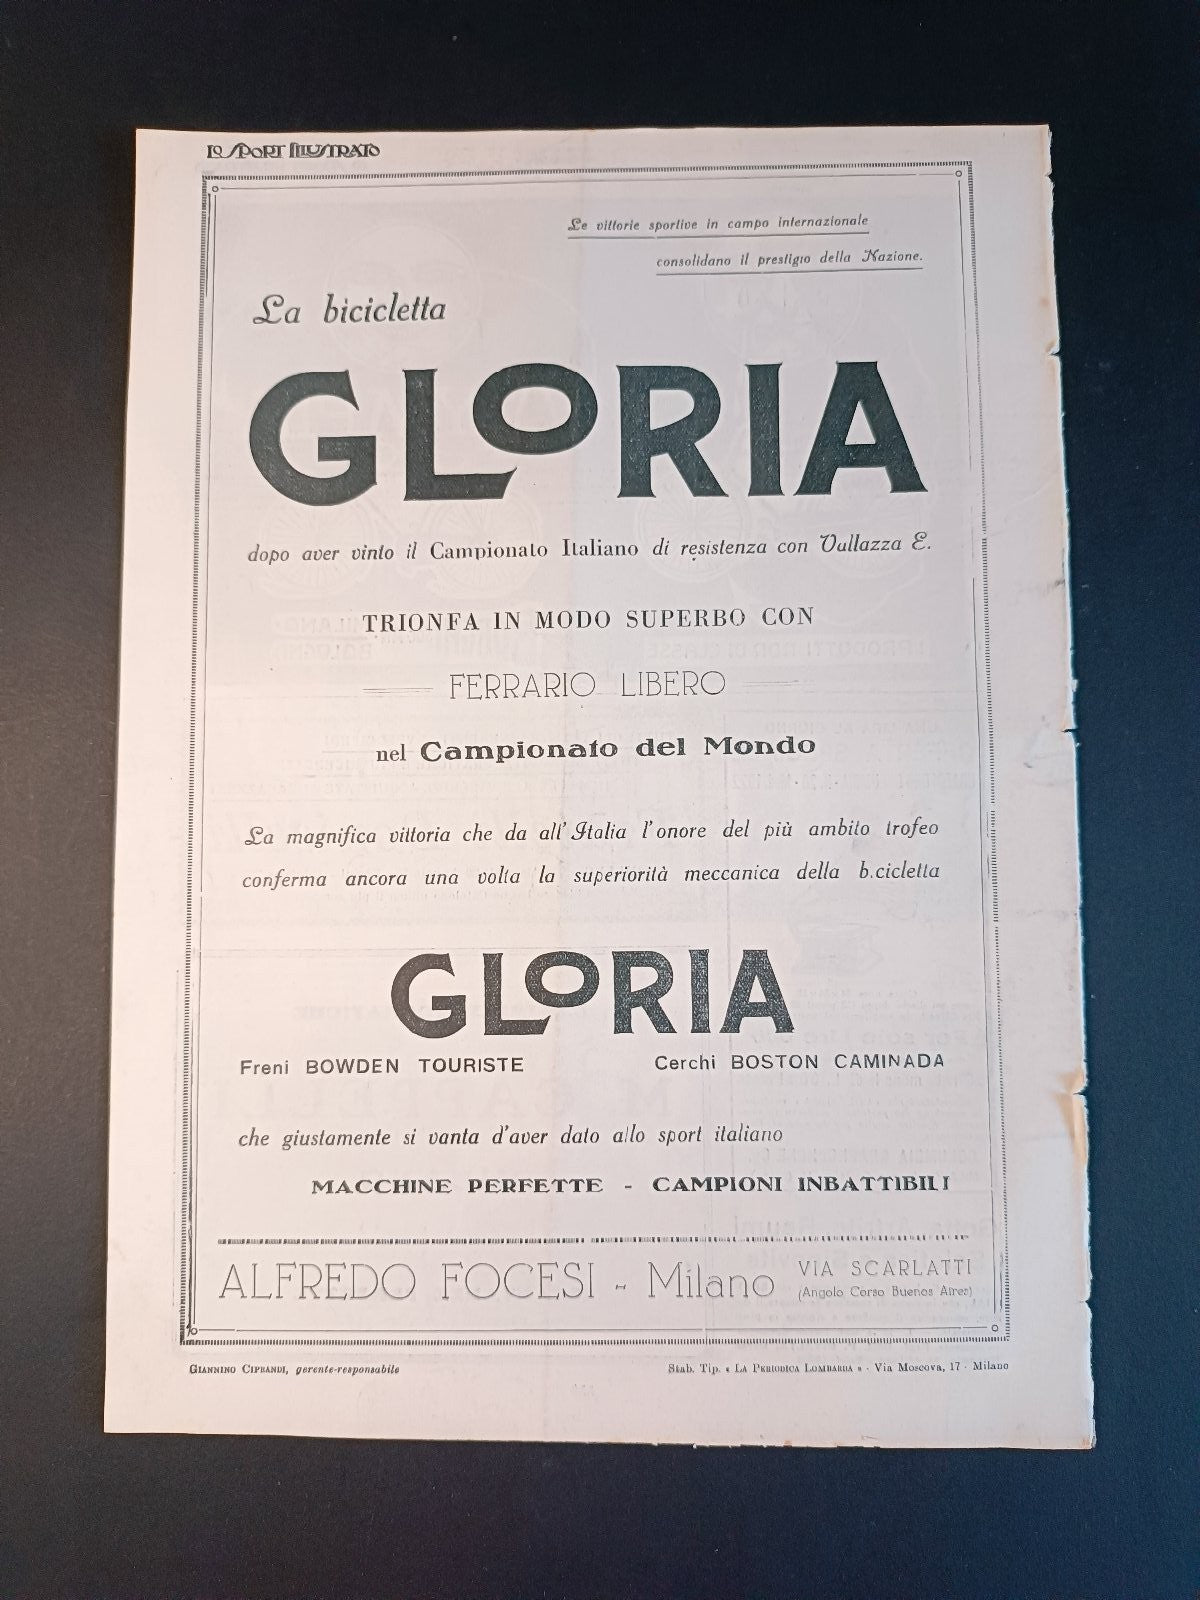 LO SPORT ILLUSTRATO
Le vittorie sportive in campo internazionale
consolidano il prestigio della Nazione.
La bicicletta
GLORIA
dopo aver vinto il Campionato Italiano di resistenza con Vullazza E.
TRIONFA IN MODO SUPERBO CON
FERRARIO LIBERO
nel Campionato del Mondo
La magnifica vittoria che da all' Italia l'onore del più ambito trofeo
conferma ancora una volta la superiorità meccanica della b.cicletta
GLORIA
Freni BOWDEN TOURISTE Cerchi BOSTON CAMINADA
che giustamente si vanta d'aver dato allo sport italiano
MACCHINE PERFETTE - CAMPIONI INBATTIBILI
ALFREDO FOCESI - Milano VIA SCARLATTI
(Angolo Corso Buenos Aires)
GIANNINO CIPRANDI, gerente-responsabile Stab. Tip. « LA PERIODICA LOMBARDA » - Via Moscova, 17 - Milano